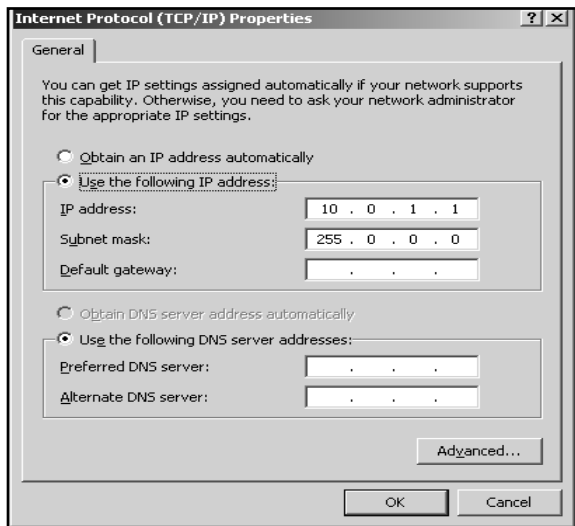 Internet Protocol (TCP/IP) Properties ? X
General
You can get IP settings assigned automatically if your network supports
this capability. Otherwise, you need to ask your network administrator
for the appropriate IP settings.
Obtain an IP address automatically
Use the following IP address:
IP address: 10 . 0 . 1 . 1
Subnet mask: 255 . 0 . 0 . 0
Default gateway: . . .
Obtain DNS server address automatically
Use the following DNS server addresses:
Preferred DNS server: . . .
Alternate DNS server: . . .
Advanced...
OK Cancel